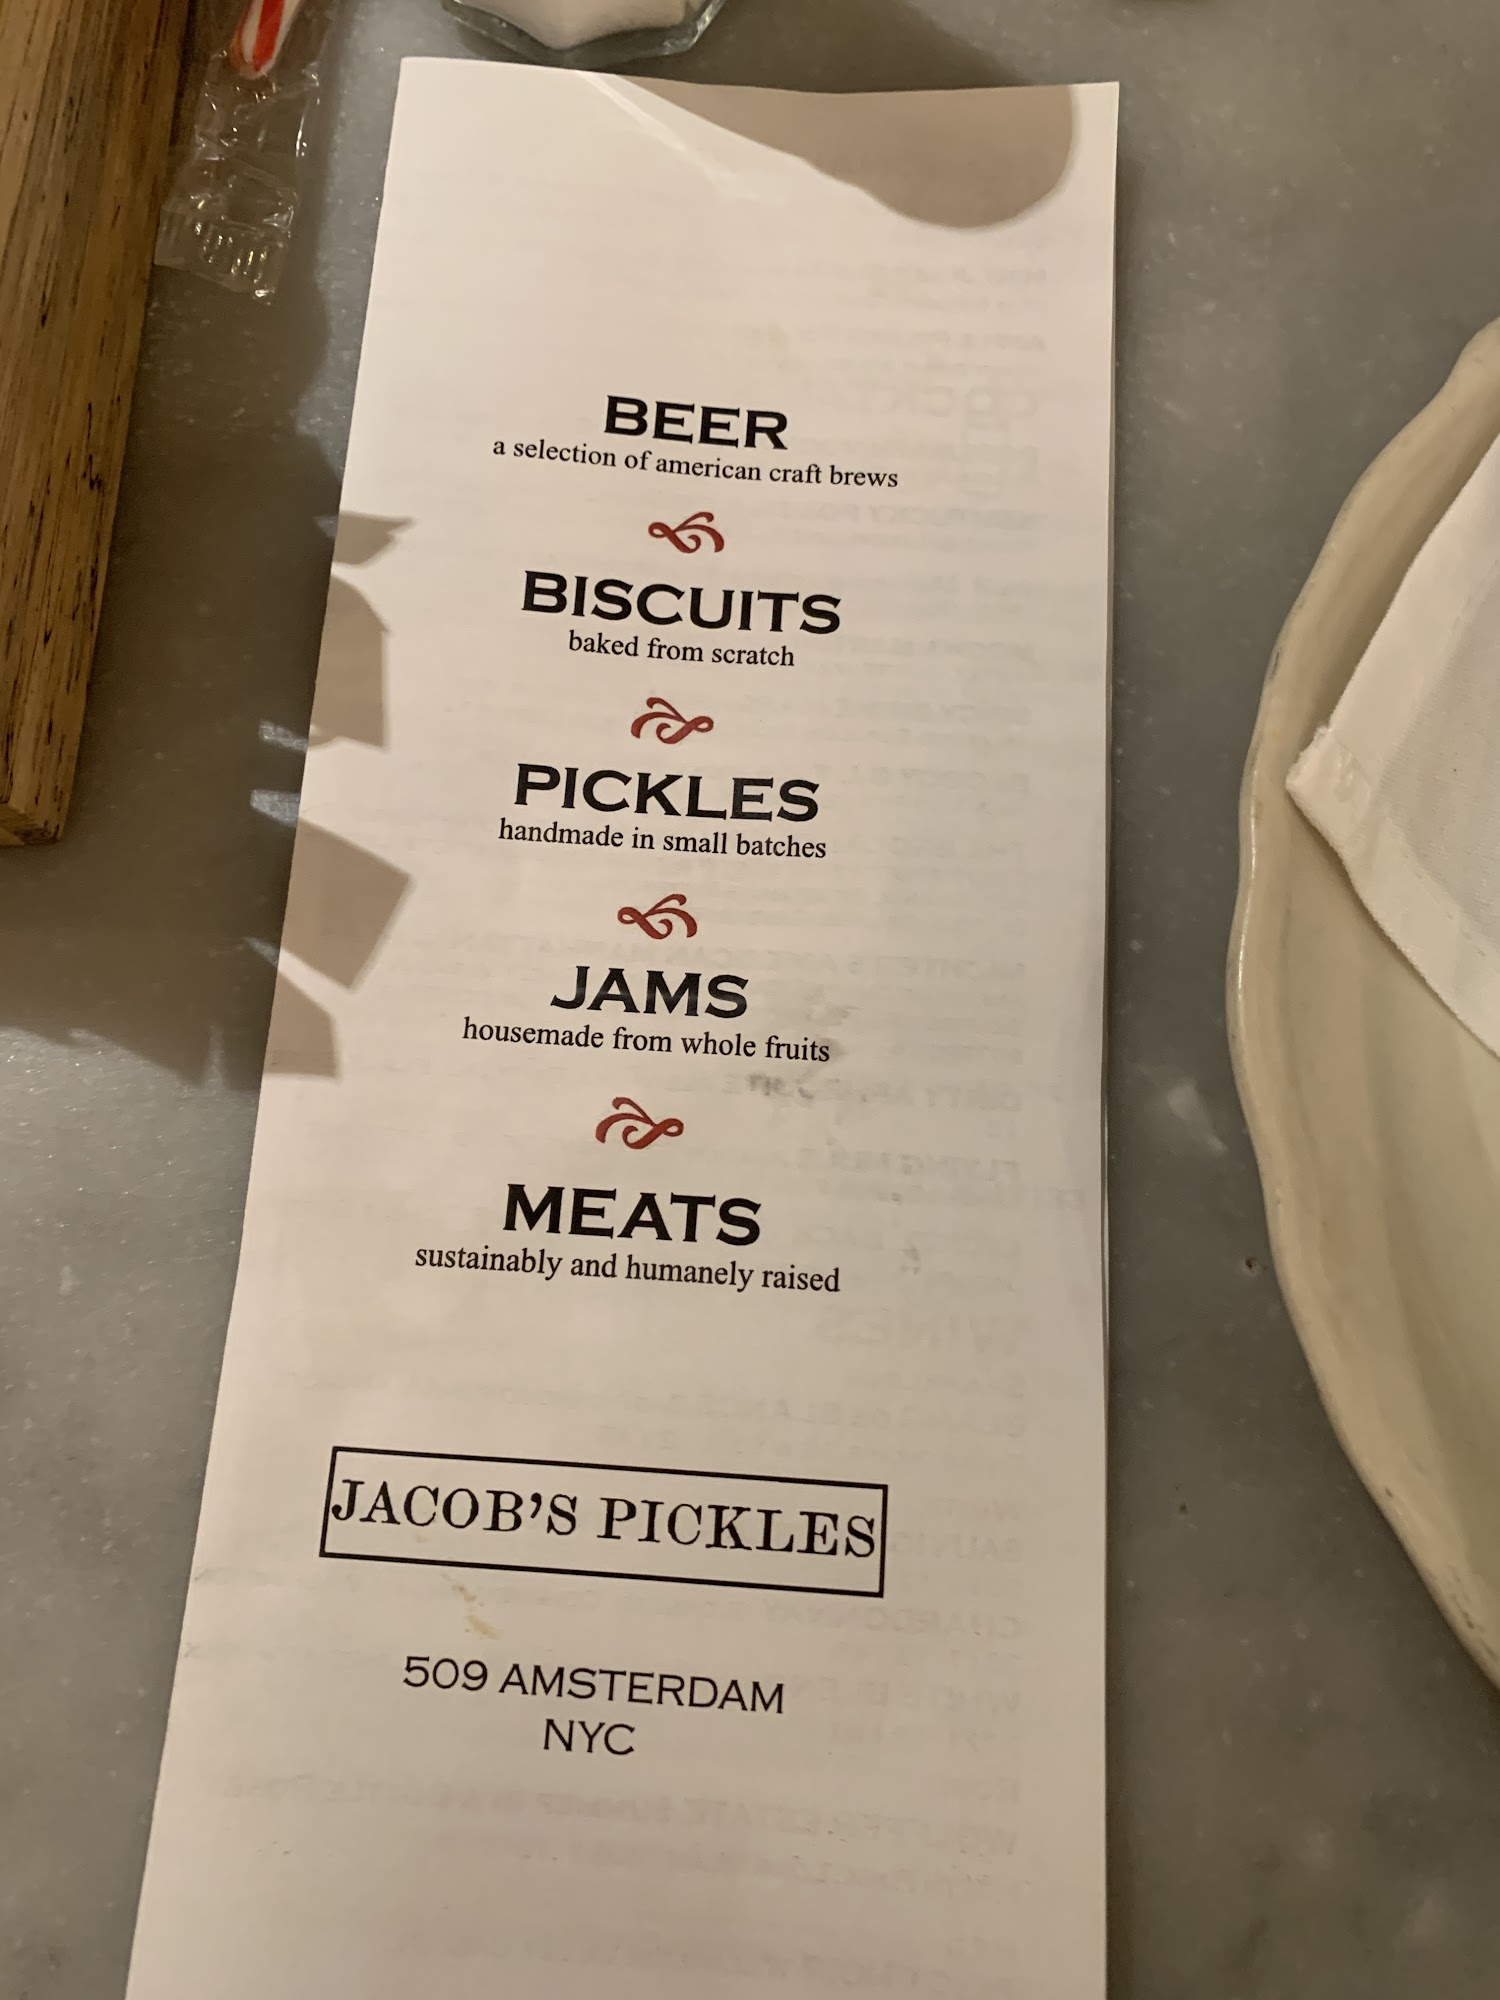 BEER
a selection of american craft brews
BISCUITS
baked from scratch
PICKLES
handmade in small batches
JAMS
housemade from whole fruits
MEATS
sustainably and humanely raised
JACOB'S PICKLES
509 AMSTERDAM
NYC